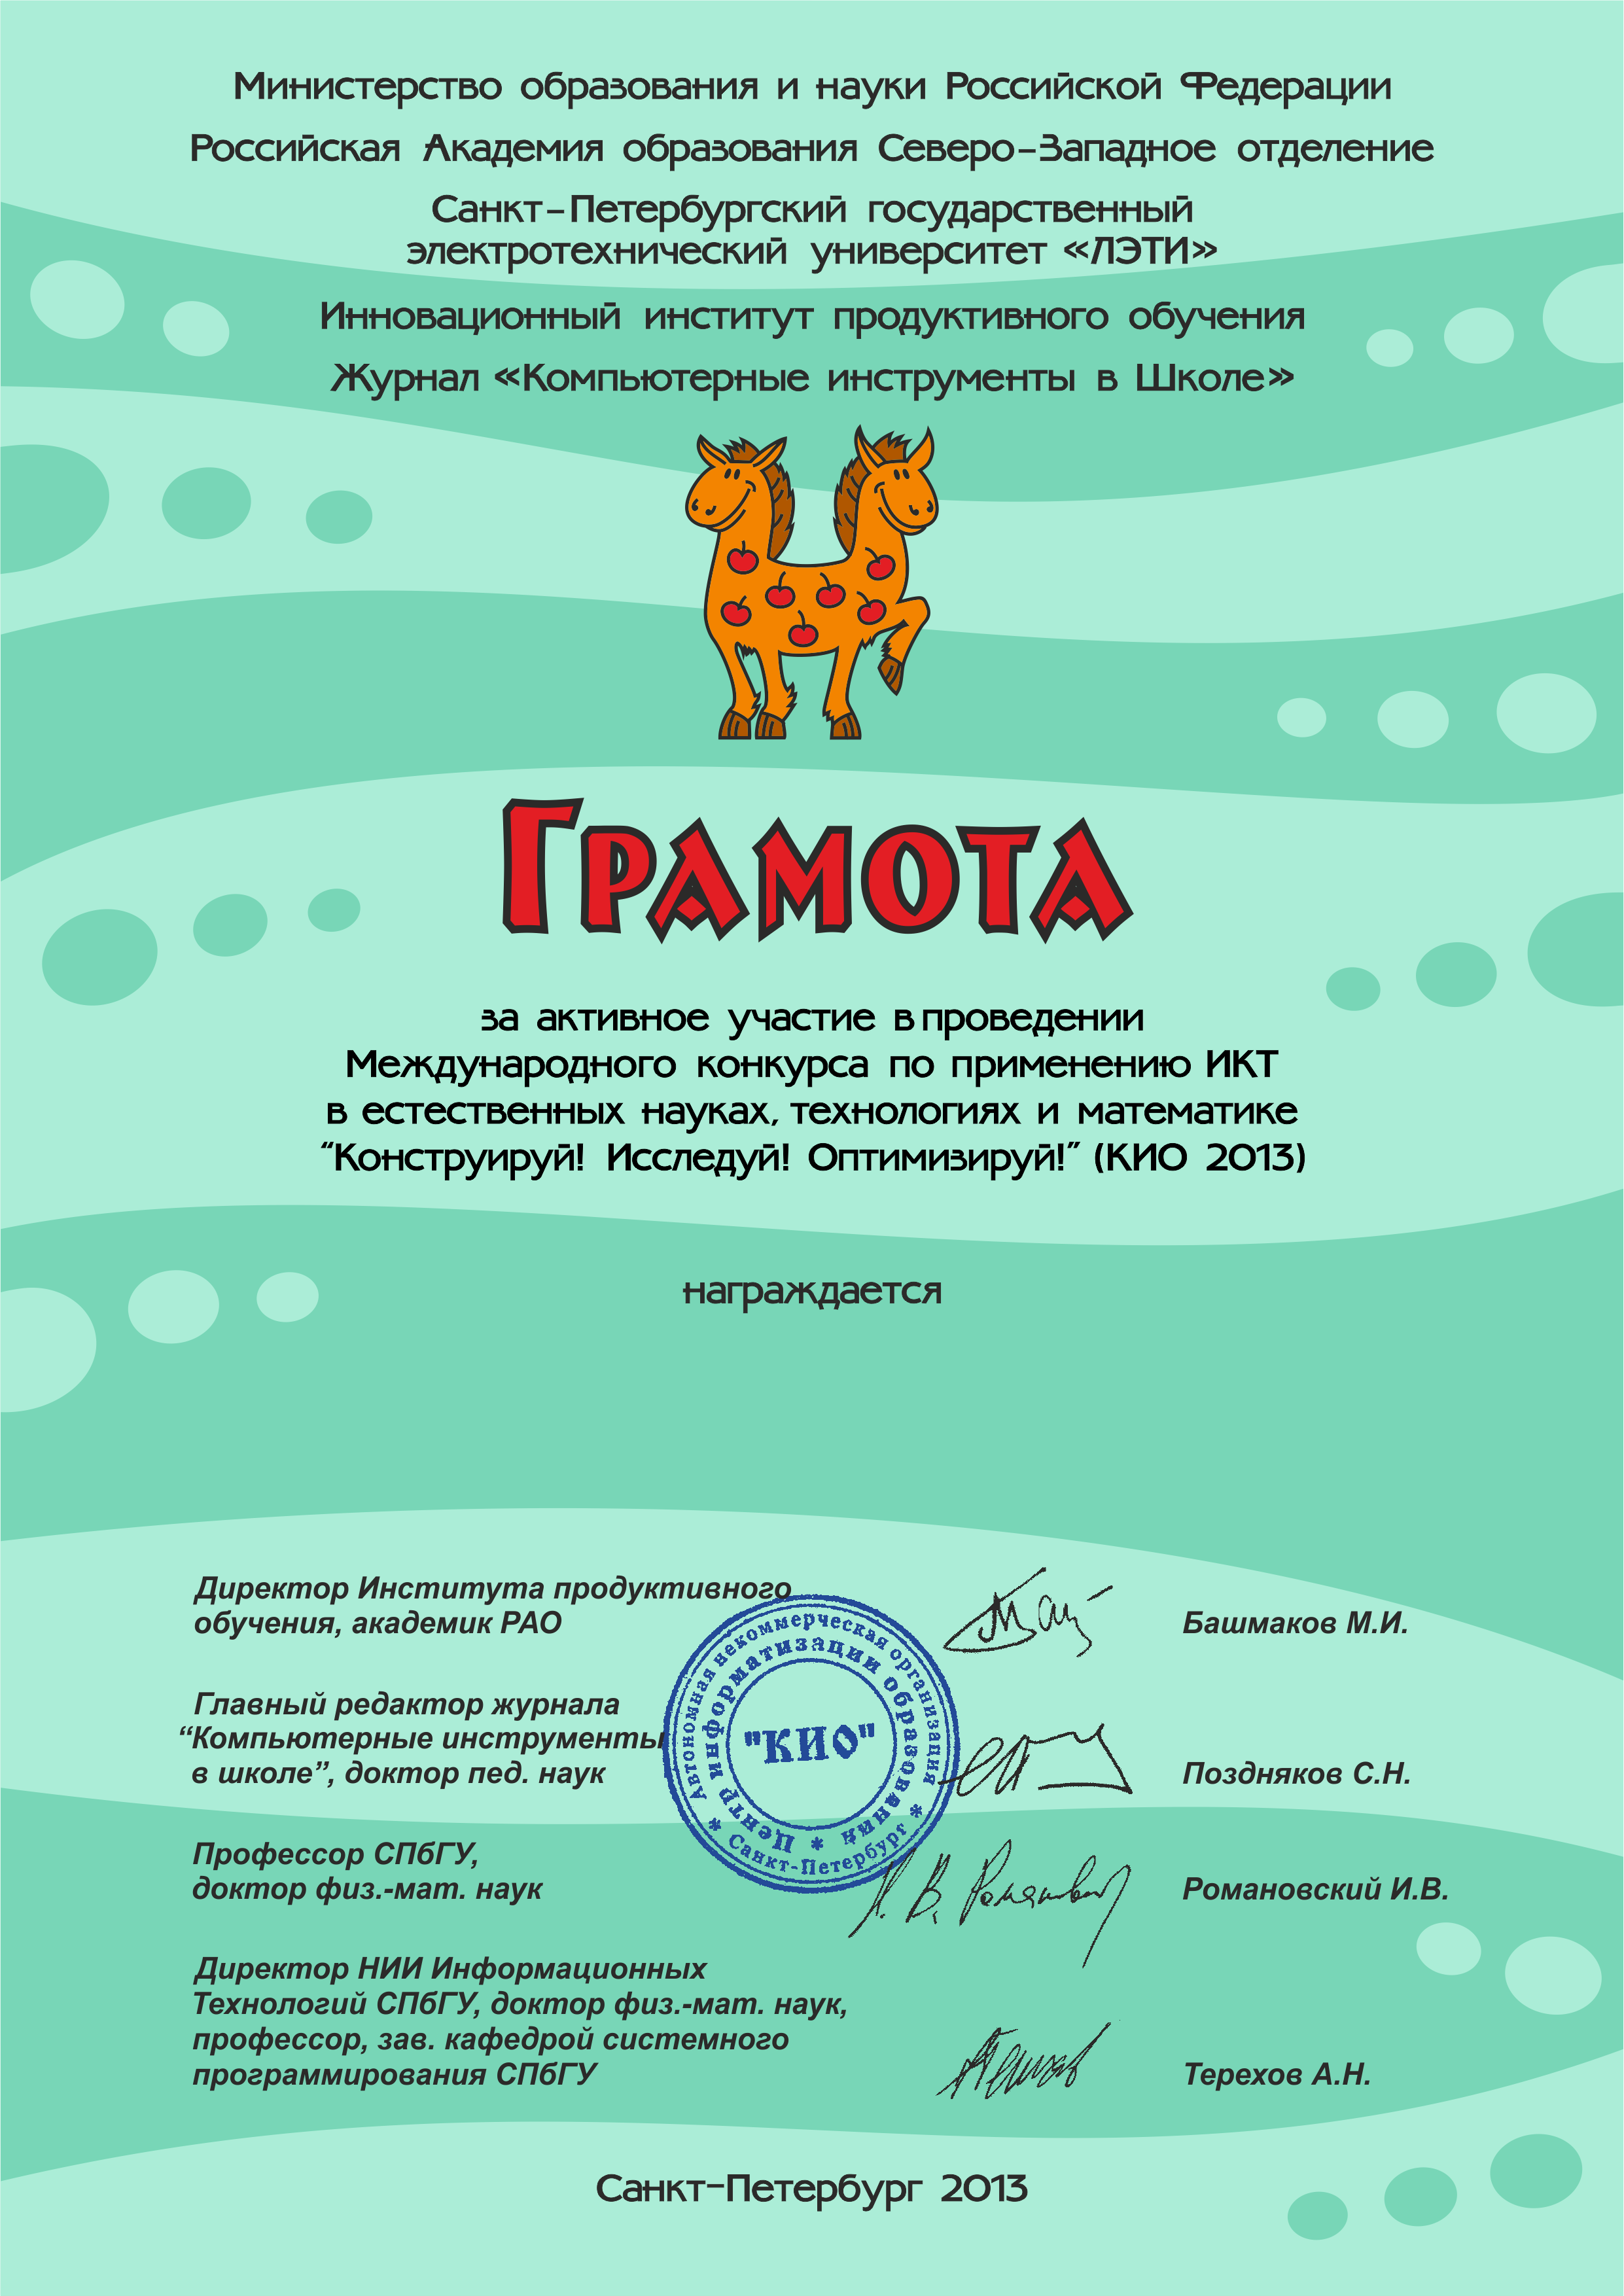 Министерство образования и науки Российской Федерации
Российская Академия образования Северо-Западное отделение
Санкт-Петербургский государственный
электротехнический университет «ЛЭТИ»
Инновационный институт продуктивного обучения
Журнал «Компьютерные инструменты в Школе»
Грамота
за активное участие в проведении
Международного конкурса по применению ИКТ
в естественных науках, технологиях и математике
“Конструируй! Исследуй! Оптимизируй!” (КИО 2013)
награждается
Директор Института продуктивного
обучения, академик РАО
Башмаков М.И.
Главный редактор журнала
“Компьютерные инструменты
в школе”, доктор пед. наук
Поздняков С.Н.
Автономная некоммерческая организация
Центр информатизации образования
"КИО"
* Санкт-Петербург *
Профессор СПбГУ,
доктор физ.-мат. наук
Романовский И.В.
Директор НИИ Информационных
Технологий СПбГУ, доктор физ.-мат. наук,
профессор, зав. кафедрой системного
программирования СПбГУ
Терехов А.Н.
Санкт-Петербург 2013